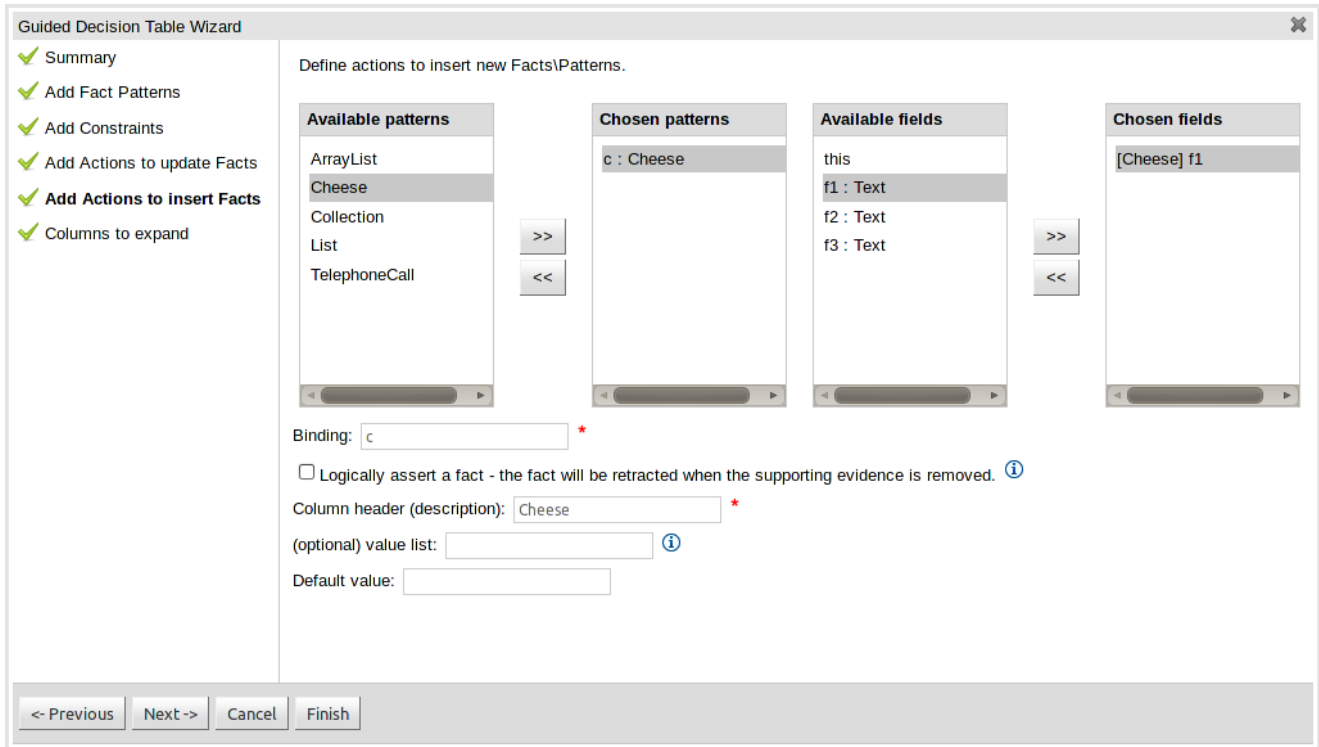 Guided Decision Table Wizard
Summary
Add Fact Patterns
Add Constraints
Add Actions to update Facts
Add Actions to insert Facts
Columns to expand
Define actions to insert new Facts\Patterns.
Available patterns
ArrayList
Cheese
Collection
List
TelephoneCall
>>
<<
Chosen patterns
c : Cheese
Available fields
this
f1 : Text
f2 : Text
f3 : Text
>>
<<
Chosen fields
[Cheese] f1
Binding: c *
Logically assert a fact - the fact will be retracted when the supporting evidence is removed. i
Column header (description): Cheese *
(optional) value list: i
Default value:
<- Previous Next -> Cancel Finish